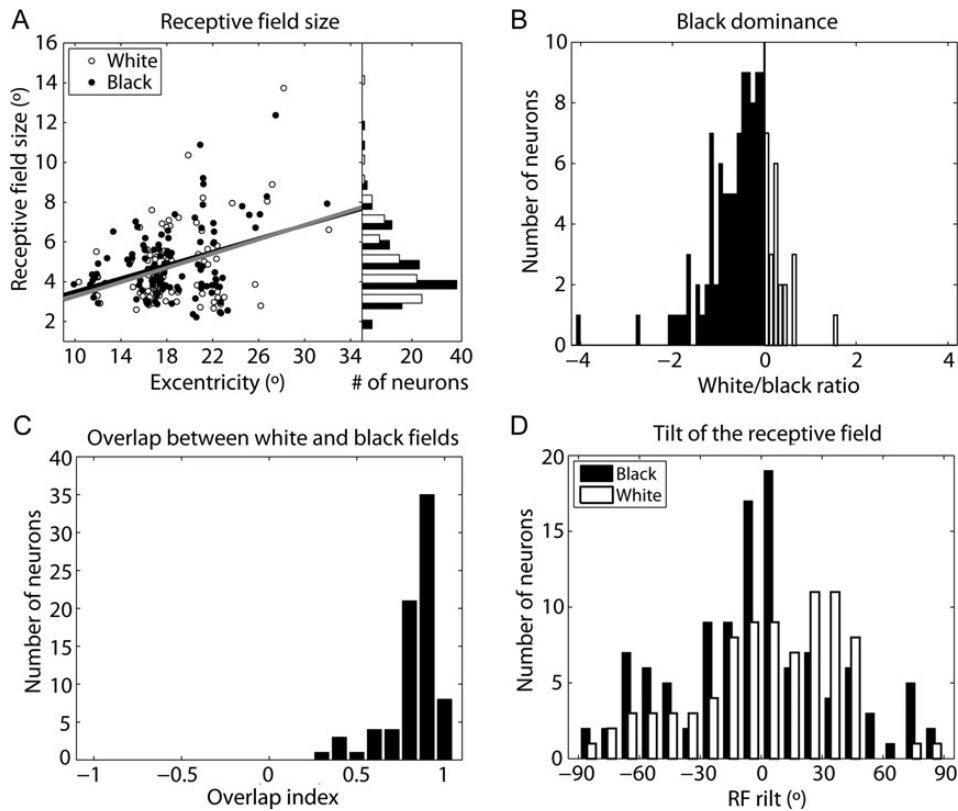 A
Receptive field size
16
14
12
10
8
6
4
2
White
Black
Receptive field size (º)
10 14 18 22 26 30 34 20 40
Excentricity (º)
# of neurons
B
Black dominance
10
8
6
4
2
0
Number of neurons
−4 −2 0 2 4
White/black ratio
C
Overlap between white and black fields
40
35
30
25
20
15
10
5
0
Number of neurons
−1 −0.5 0 0.5 1
Overlap index
D
Tilt of the receptive field
20
15
10
5
0
Black
White
Number of neurons
−90 −60 −30 0 30 60 90
RF rilt (º)